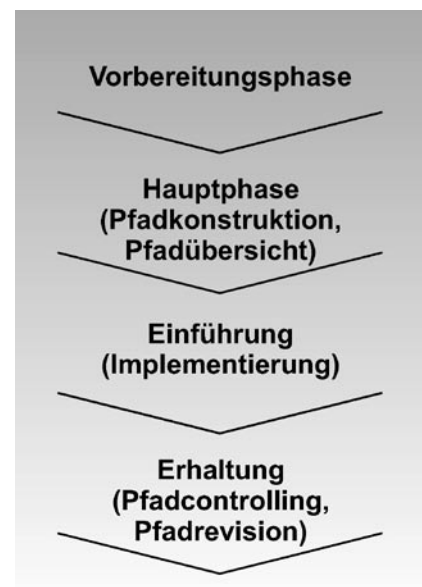 Vorbereitungsphase
Hauptphase
(Pfadkonstruktion,
Pfadübersicht)
Einführung
(Implementierung)
Erhaltung
(Pfadcontrolling,
Pfadrevision)